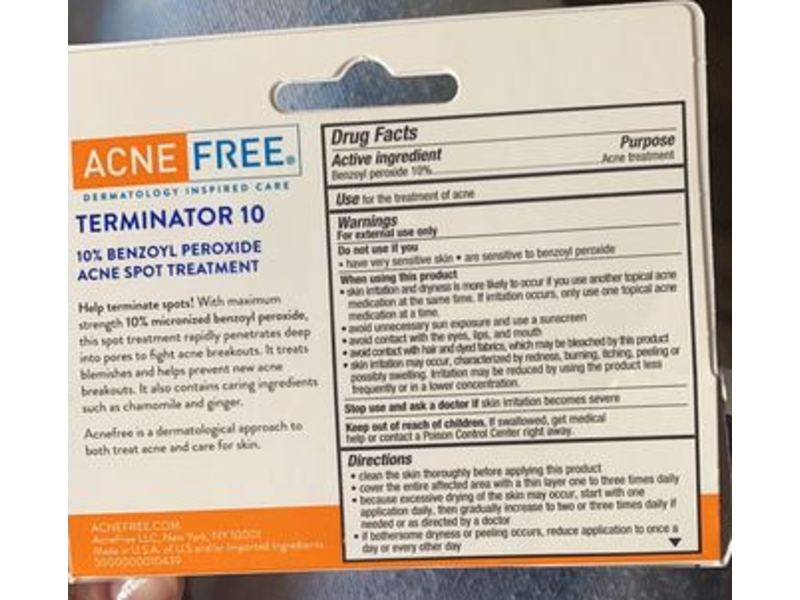 ACNE FREE®
DERMATOLOGY INSPIRED CARE
TERMINATOR 10
10% BENZOYL PEROXIDE
ACNE SPOT TREATMENT
Help terminate spots! With maximum
strength 10% micronized benzoyl peroxide,
this spot treatment rapidly penetrates deep
into pores to fight acne breakouts. It treats
blemishes and helps prevent new acne
breakouts. It also contains caring ingredients
such as chamomile and ginger.
Acnefree is a dermatological approach to
both treat acne and care for skin.
ACNEFREE.COM
AcneFree LLC, New York, NY 10001
Made in U.S.A. of U.S and/or Imported Ingredients
5000000010439
Drug Facts
Active ingredient Purpose
Benzoyl peroxide 10% Acne treatment
Use for the treatment of acne
Warnings
For external use only
Do not use if you
• have very sensitive skin • are sensitive to benzoyl peroxide
When using this product
• skin irritation and dryness is more likely to occur if you use another topical acne
medication at the same time. If irritation occurs, only use one topical acne
medication at a time.
• avoid unnecessary sun exposure and use a sunscreen
• avoid contact with the eyes, lips, and mouth
• avoid contact with hair and dyed fabrics, which may be bleached by this product
• skin irritation may occur, characterized by redness, burning, itching, peeling or
possibly swelling. Irritation may be reduced by using the product less
frequently or in a lower concentration.
Stop use and ask a doctor if skin irritation becomes severe
Keep out of reach of children. If swallowed, get medical
help or contact a Poison Control Center right away.
Directions
• clean the skin thoroughly before applying this product
• cover the entire affected area with a thin layer one to three times daily
• because excessive drying of the skin may occur, start with one
application daily, then gradually increase to two or three times daily if
needed or as directed by a doctor
• if bothersome dryness or peeling occurs, reduce application to once a
day or every other day